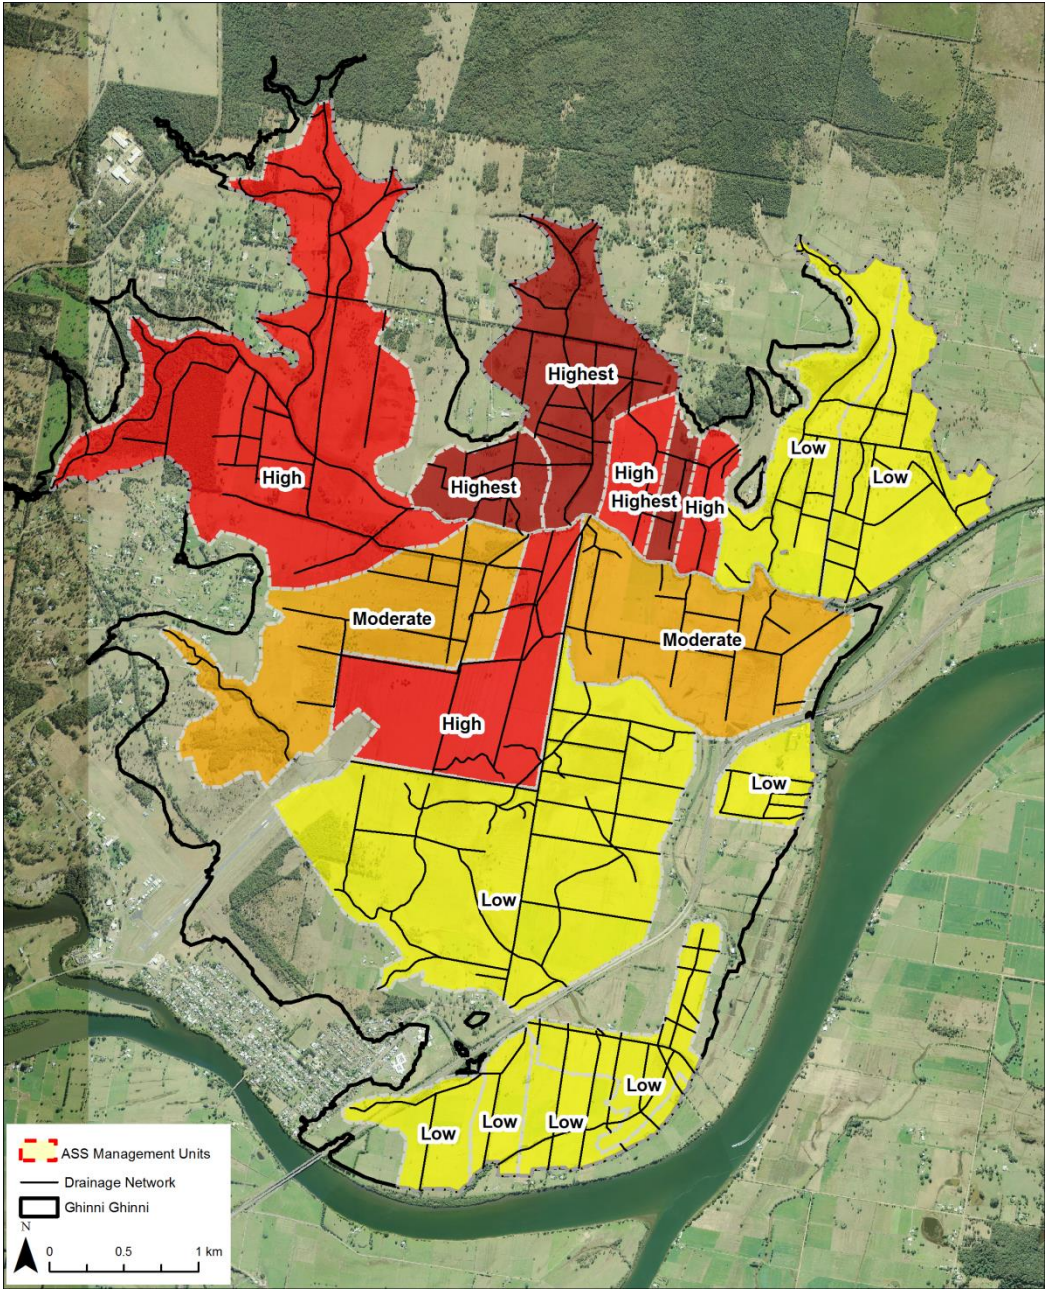 Highest
High
Highest
High
Highest
High
Low
Low
Moderate
Moderate
High
Low
Low
Low
Low
Low
Low
ASS Management Units
Drainage Network
Ghinni Ghinni
N
0 0.5 1 km